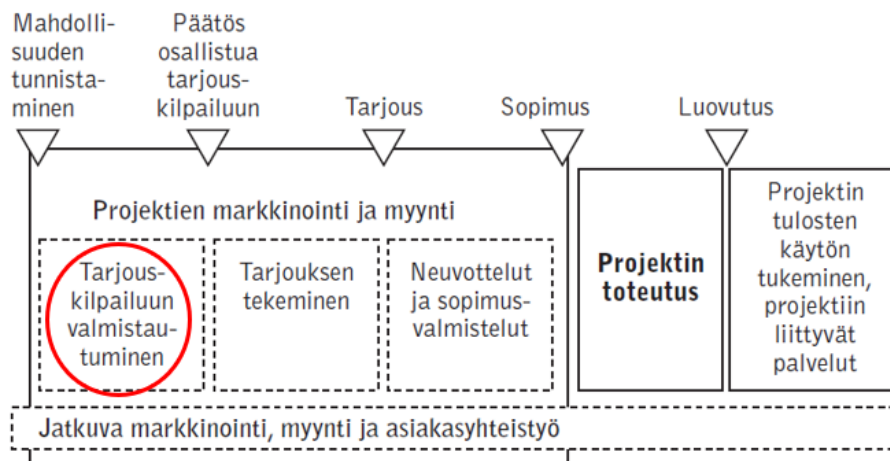 Mahdolli-
suuden
tunnista-
minen
Päätös
osallistua
tarjous-
kilpailuun
Tarjous
Sopimus
Luovutus
Projektien markkinointi ja myynti
Tarjous-
kilpailuun
valmistau-
tuminen
Tarjouksen
tekeminen
Neuvottelut
ja sopimus-
valmistelut
Projektin
toteutus
Projektin
tulosten
käytön
tukeminen,
projektiin
liittyvät
palvelut
Jatkuva markkinointi, myynti ja asiakasyhteistyö